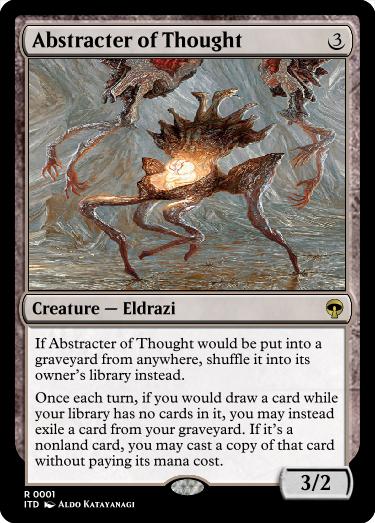 Abstracter of Thought 3
Creature — Eldrazi
If Abstracter of Thought would be put into a
graveyard from anywhere, shuffle it into its
owner's library instead.
Once each turn, if you would draw a card while
your library has no cards in it, you may instead
exile a card from your graveyard. If it's a
nonland card, you may cast a copy of that card
without paying its mana cost.
3/2
R 0001
ITD Aldo Katayanagi